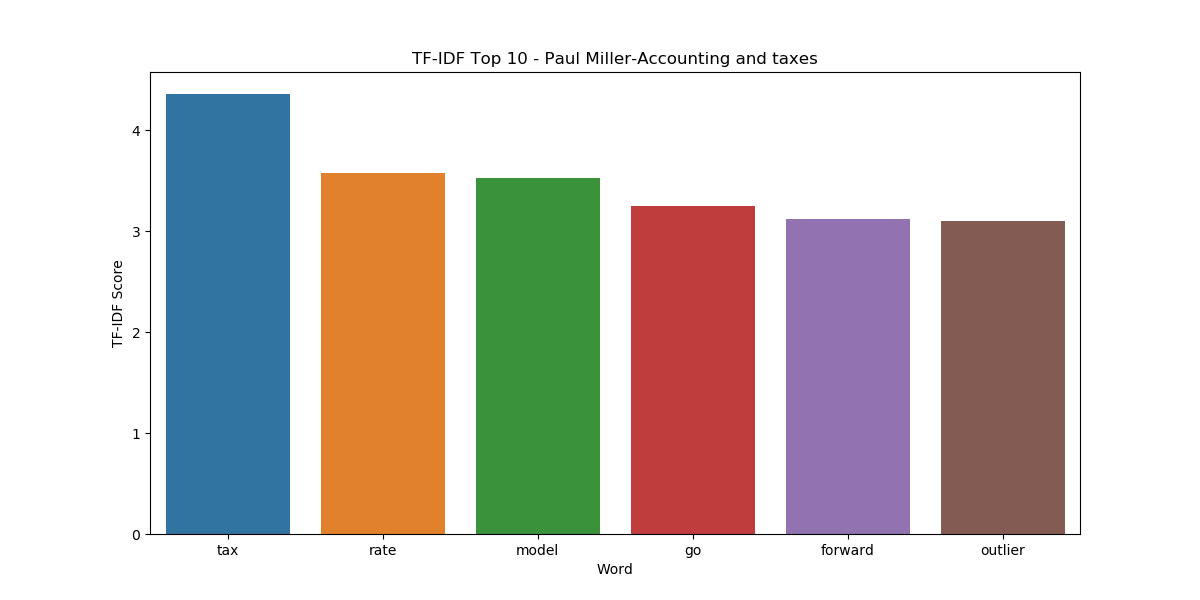 TF-IDF Top 10 - Paul Miller-Accounting and taxes
TF-IDF Score
4
3
2
1
0
tax rate model go forward outlier
Word